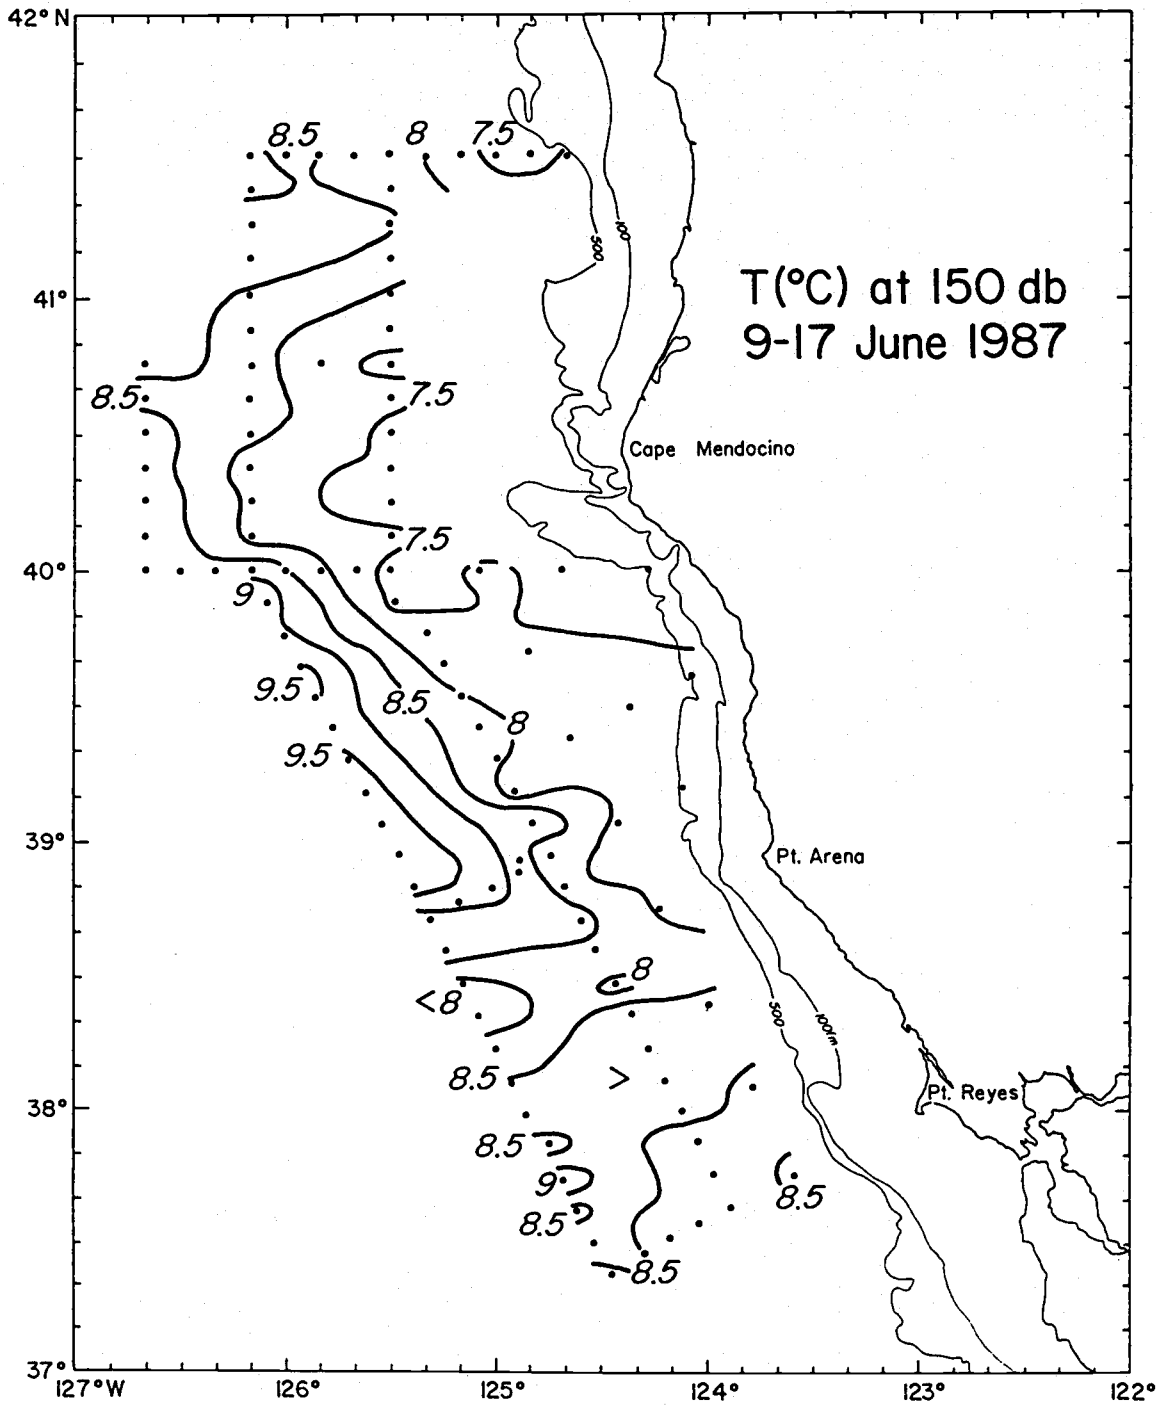 42°N
8.5 8 7.5
500 100
T(°C) at 150 db
41°
9-17 June 1987
8.5 7.5
Cape Mendocino
7.5
40°
9
9.5 8.5
8
9.5
39°
Pt. Arena
8
<8
500 100fm
8.5 >
38°
Pt. Reyes
8.5
9
8.5
8.5
8.5
37°
127°W 126° 125° 124° 123° 122°